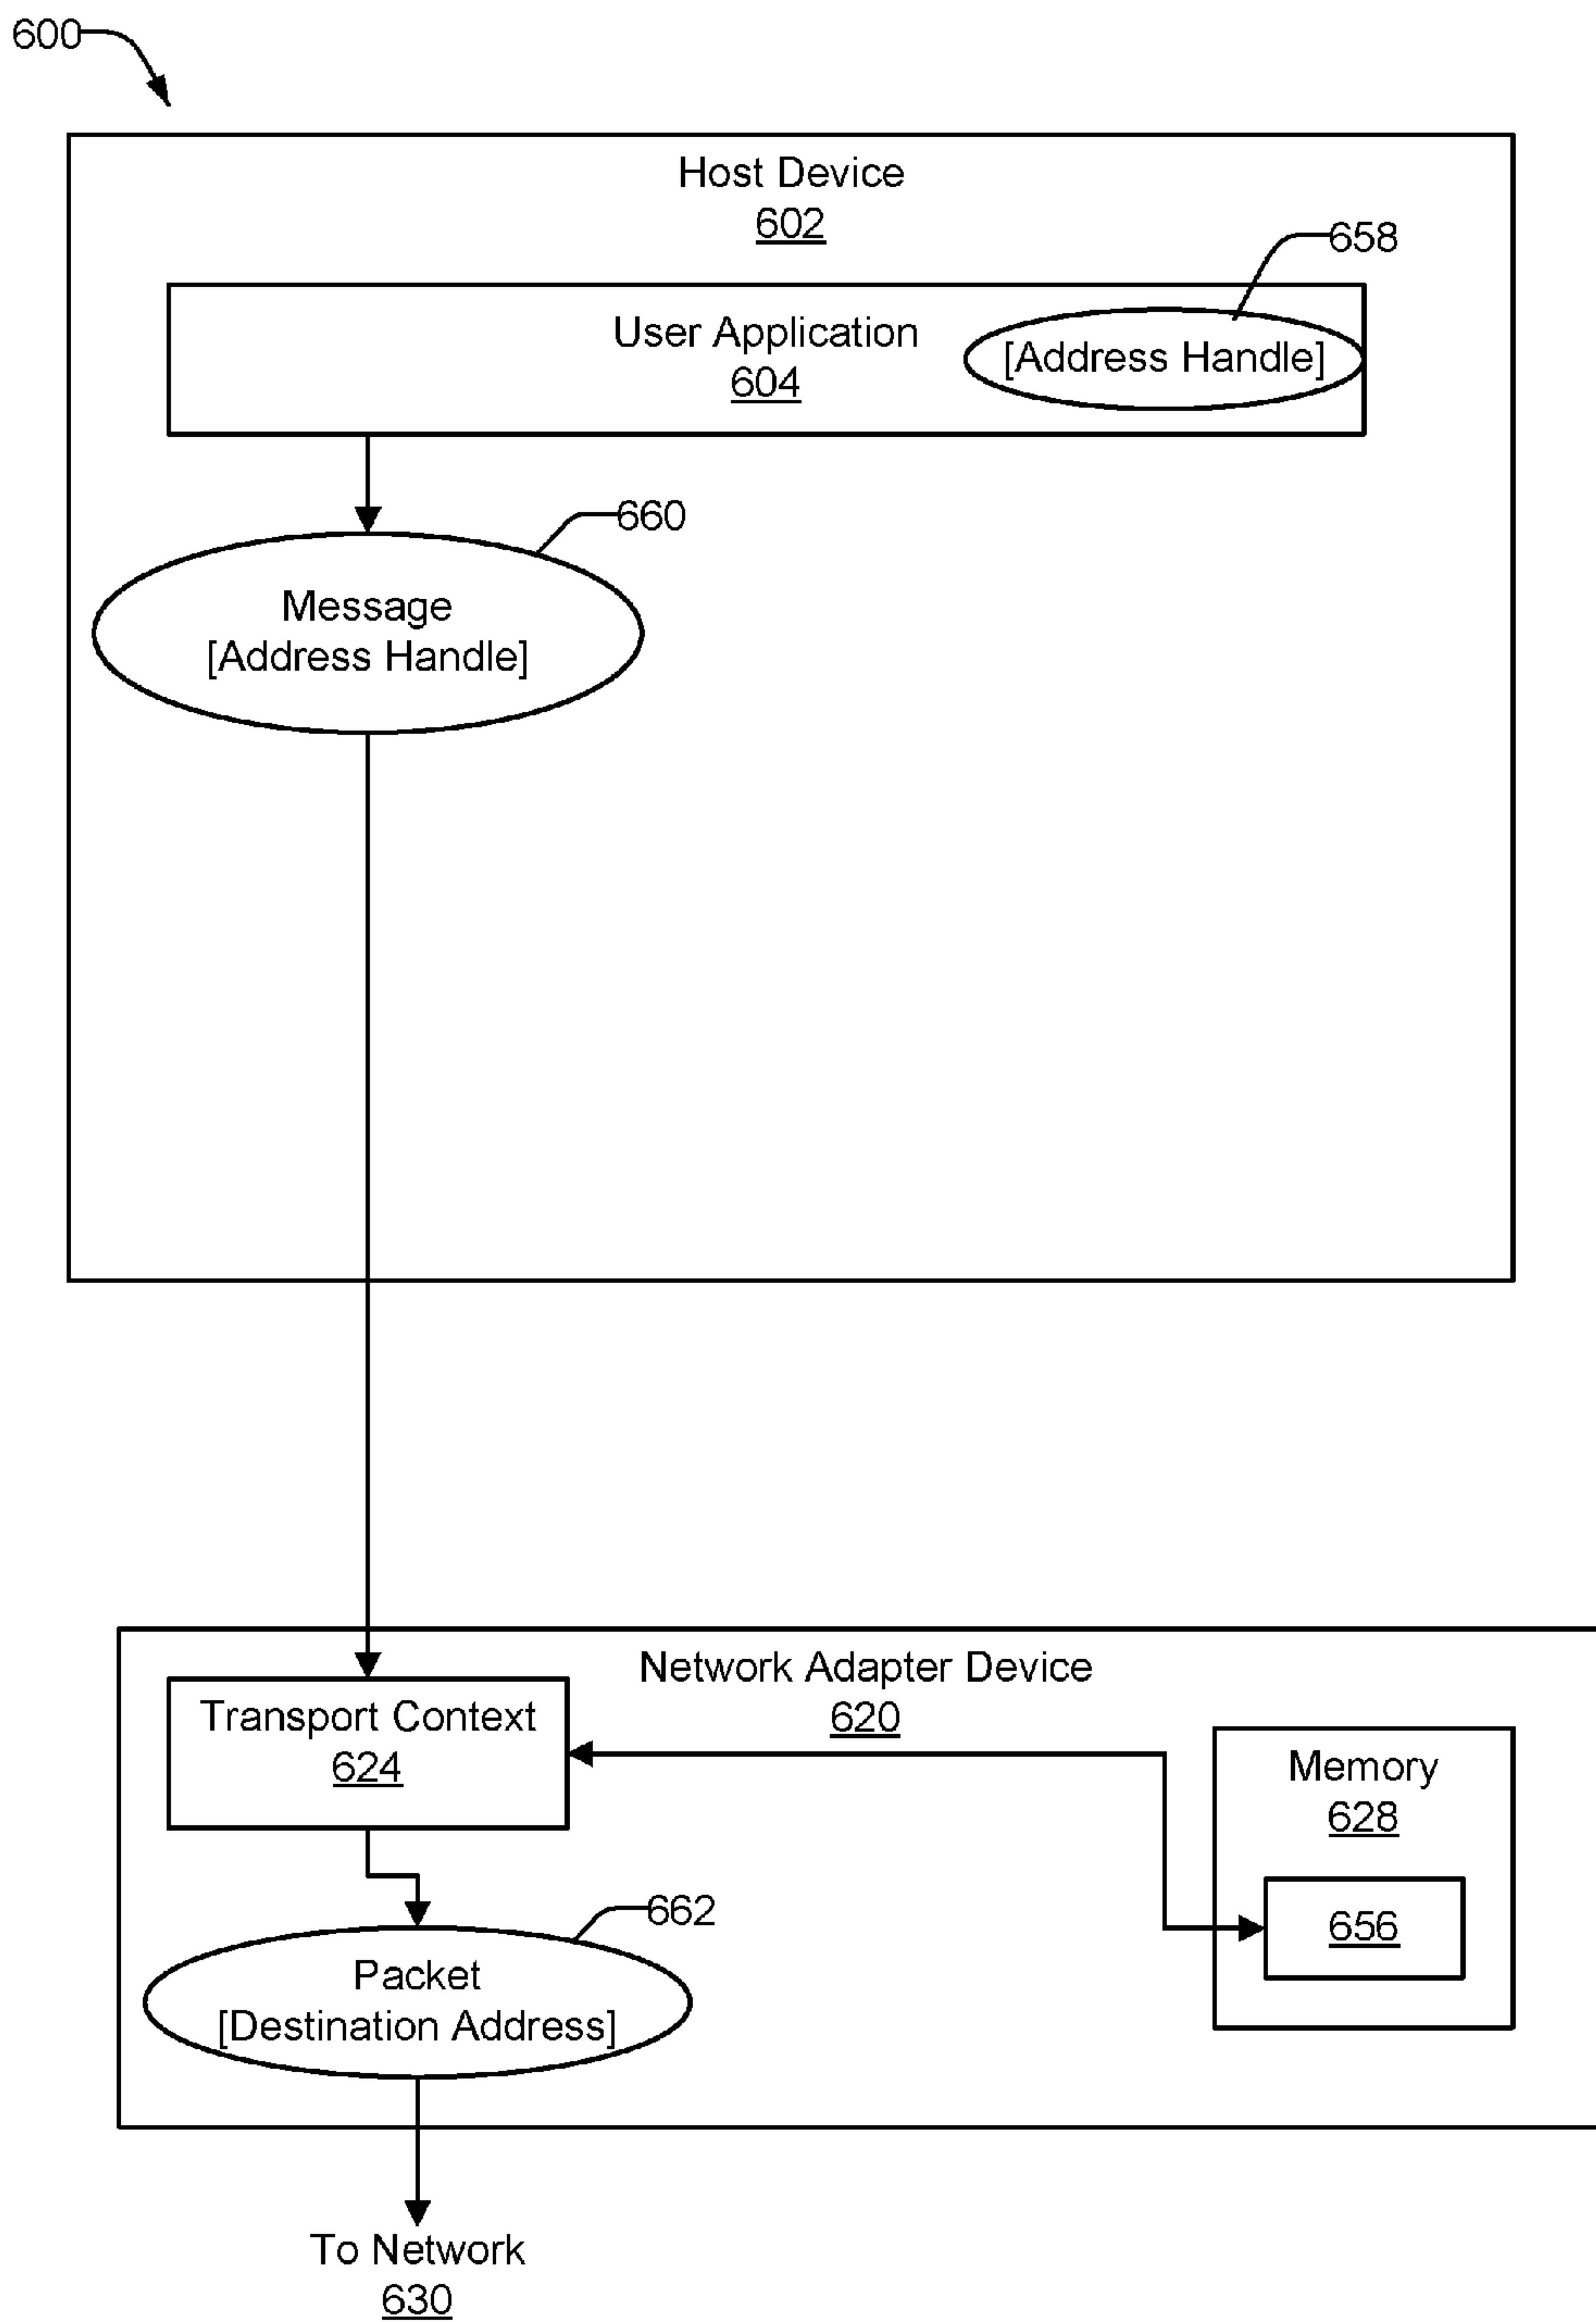 600
Host Device
602
658
User Application
604
[Address Handle]
660
Message
[Address Handle]
Network Adapter Device
620
Transport Context
624
Memory
628
656
662
Packet
[Destination Address]
To Network
630